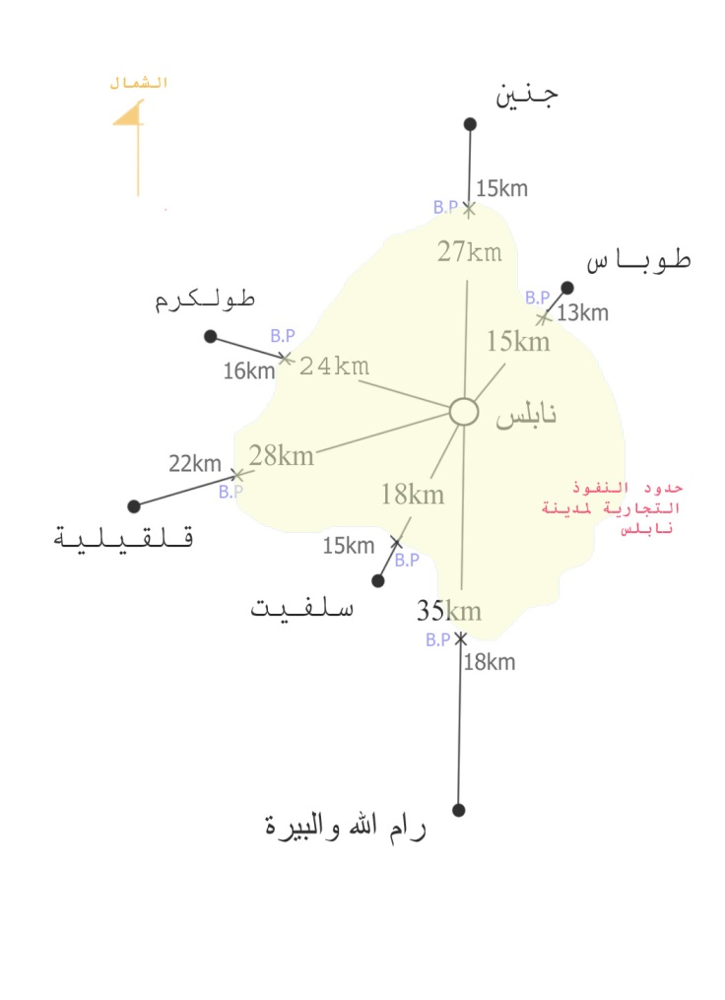 الشمال
جنين
15km
B.P
27km
طوباس
B.P
13km
15km
طولكرم
B.P
16km
24km
نابلس
22km
28km
B.P
قلقيلية
18km
15km
B.P
سلفيت
حدود النفوذ
التجارية لمدينة
نابلس
35km
B.P
18km
رام الله والبيرة